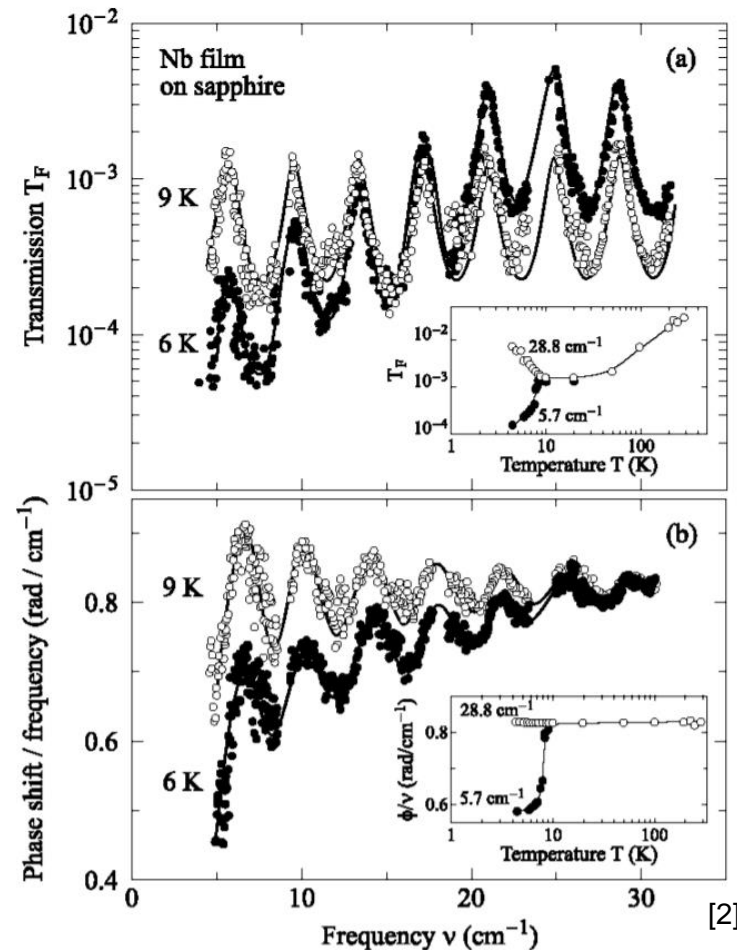 10⁻²
Nb film
on sapphire
(a)
Transmission T_F
10⁻³
9 K
10⁻⁴
6 K
10⁻⁵
T_F
10⁻²
10⁻³
10⁻⁴
28.8 cm⁻¹
5.7 cm⁻¹
1 10 100
Temperature T (K)
(b)
Phase shift / frequency (rad / cm⁻¹)
9 K
0.8
0.6
6 K
0.4
ϕ/ν (rad/cm⁻¹)
28.8 cm⁻¹
0.8
5.7 cm⁻¹
0.6
1 10 100
Temperature T (K)
0 10 20 30
Frequency ν (cm⁻¹)
[2]